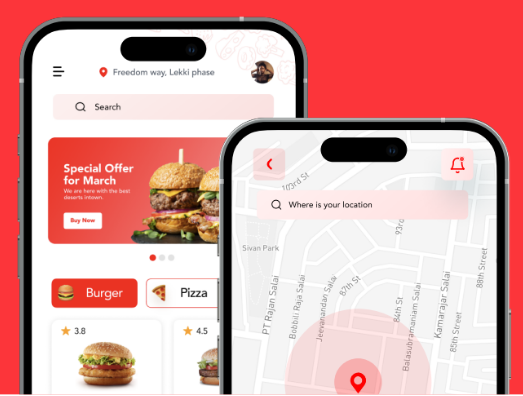 Freedom way, Lekki phase
Search
Special Offer
for March
We are here with the best
deserts intown.
Buy Now
Burger
Pizza
3.8
4.5
103rd St
Where is your location
Sivan Park
93rd
PT Rajan Salai
Bobbili Raja Salai
Jeevanandan Salai
87th St
84th St
Balasubramaniam Salai
Kamarajar Salai
85th Street
88th Street